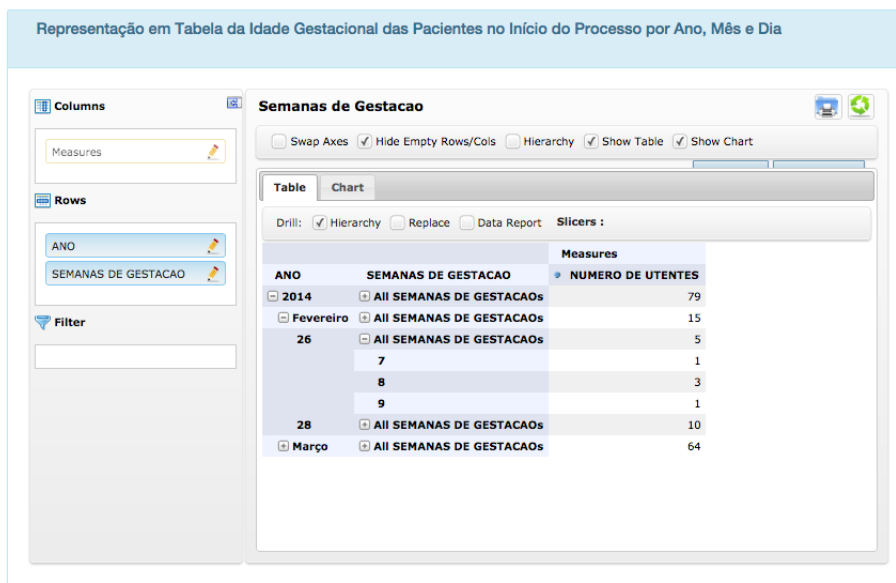 Representação em Tabela da Idade Gestacional das Pacientes no Início do Processo por Ano, Mês e Dia
Columns
Measures
Rows
ANO
SEMANAS DE GESTACAO
Filter
Semanas de Gestacao
Swap Axes Hide Empty Rows/Cols Hierarchy Show Table Show Chart
Table Chart
Drill: Hierarchy Replace Data Report Slicers :
Measures
ANO SEMANAS DE GESTACAO NUMERO DE UTENTES
2014 All SEMANAS DE GESTACAOs 79
Fevereiro All SEMANAS DE GESTACAOs 15
26 All SEMANAS DE GESTACAOs 5
7 1
8 3
9 1
28 All SEMANAS DE GESTACAOs 10
Março All SEMANAS DE GESTACAOs 64